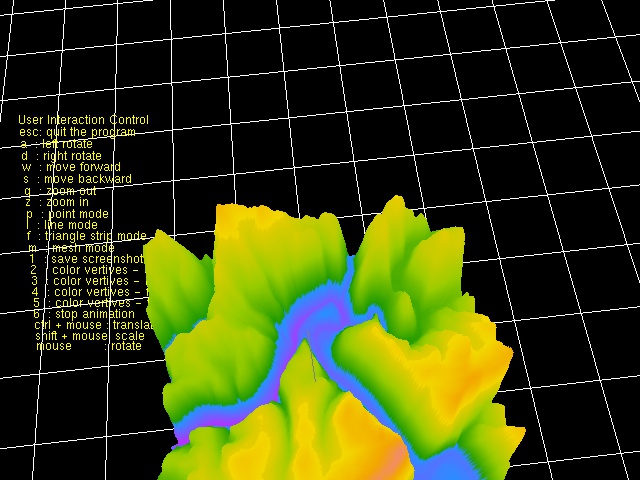 User Interaction Control
esc: quit the program
a : left rotate
d : right rotate
w : move forward
s : move backward
q : zoom out
z : zoom in
p : point mode
l : line mode
f : triangle strip mode
m : mesh mode
1 : save screenshot
2 : color vertives -
3 : color vertives -
4 : color vertives -
5 : color vertives -
6 : stop animation
ctrl + mouse : transla
shift + mouse: scale
mouse : rotate